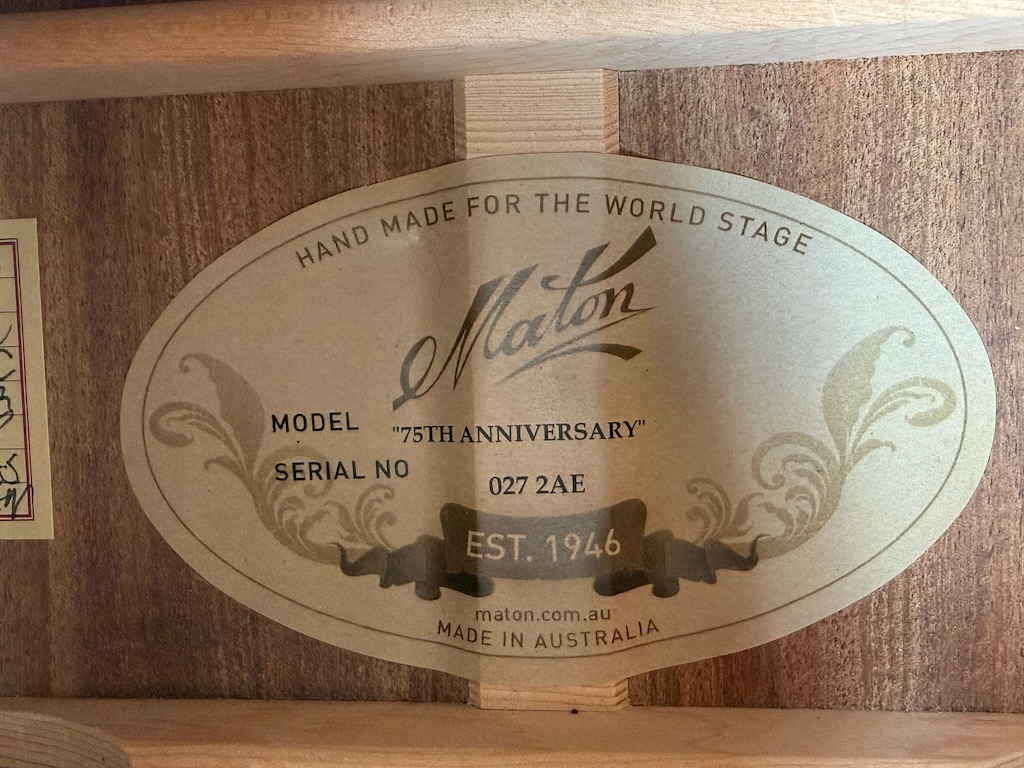 HAND MADE FOR THE WORLD STAGE
Maton
MODEL "75TH ANNIVERSARY"
SERIAL NO 027 2AE
EST. 1946
maton.com.au
MADE IN AUSTRALIA